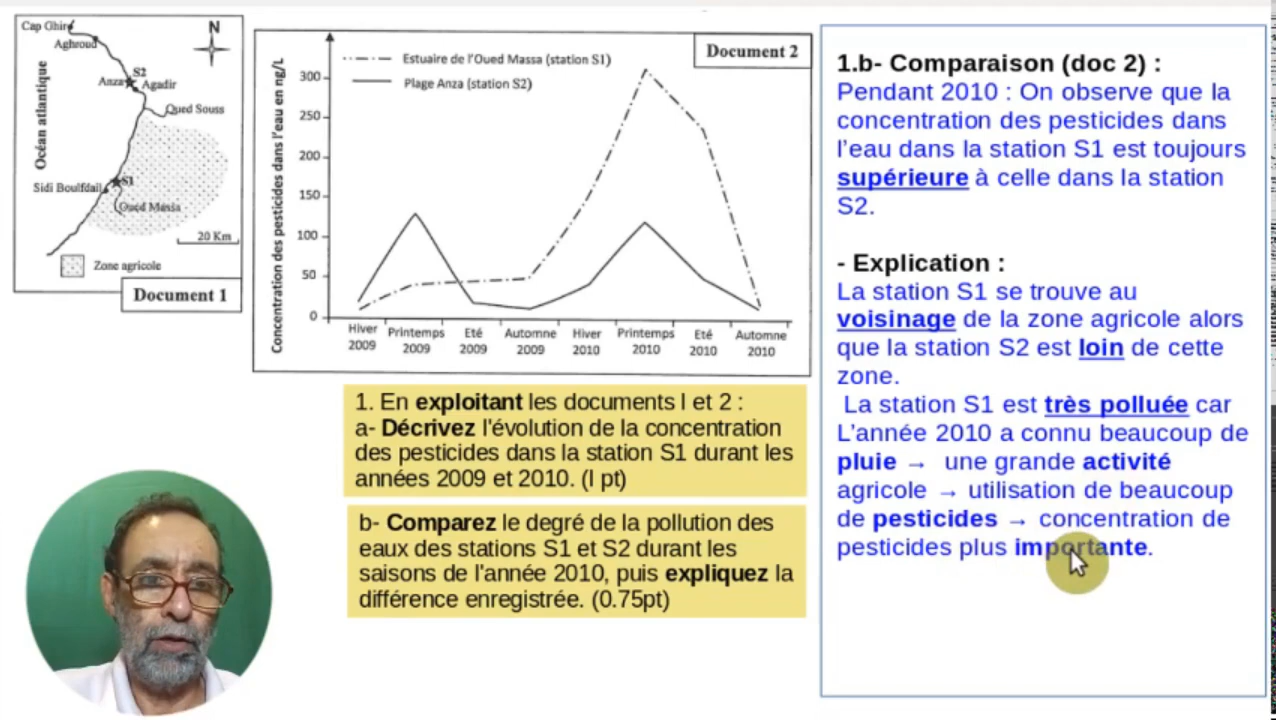 Cap Ghir
Aghroud
N
S2
Anza
Agadir
Oued Souss
Océan atlantique
S1
Sidi Boulfdail
Oued Massa
20 Km
Zone agricole
Document 1
Document 2
Estuaire de l'Oued Massa (station S1)
Plage Anza (station S2)
Concentration des pesticides dans l'eau en ng/L
300
250
200
150
100
50
0
Hiver 2009
Printemps 2009
Eté 2009
Automne 2009
Hiver 2010
Printemps 2010
Eté 2010
Automne 2010
1. En exploitant les documents I et 2 :
a- Décrivez l'évolution de la concentration
des pesticides dans la station S1 durant les
années 2009 et 2010. (I pt)
b- Comparez le degré de la pollution des
eaux des stations S1 et S2 durant les
saisons de l'année 2010, puis expliquez la
différence enregistrée. (0.75pt)
1.b- Comparaison (doc 2) :
Pendant 2010 : On observe que la
concentration des pesticides dans
l'eau dans la station S1 est toujours
supérieure à celle dans la station
S2.
- Explication :
La station S1 se trouve au
voisinage de la zone agricole alors
que la station S2 est loin de cette
zone.
La station S1 est très polluée car
L'année 2010 a connu beaucoup de
pluie → une grande activité
agricole → utilisation de beaucoup
de pesticides → concentration de
pesticides plus importante.